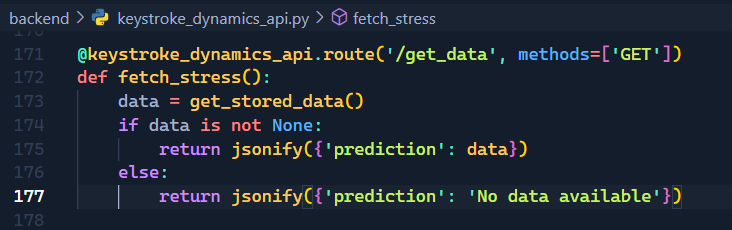 backend > keystroke_dynamics_api.py > fetch_stress
170
171 @keystroke_dynamics_api.route('/get_data', methods=['GET'])
172 def fetch_stress():
173     data = get_stored_data()
174     if data is not None:
175         return jsonify({'prediction': data})
176     else:
177         return jsonify({'prediction': 'No data available'})
178